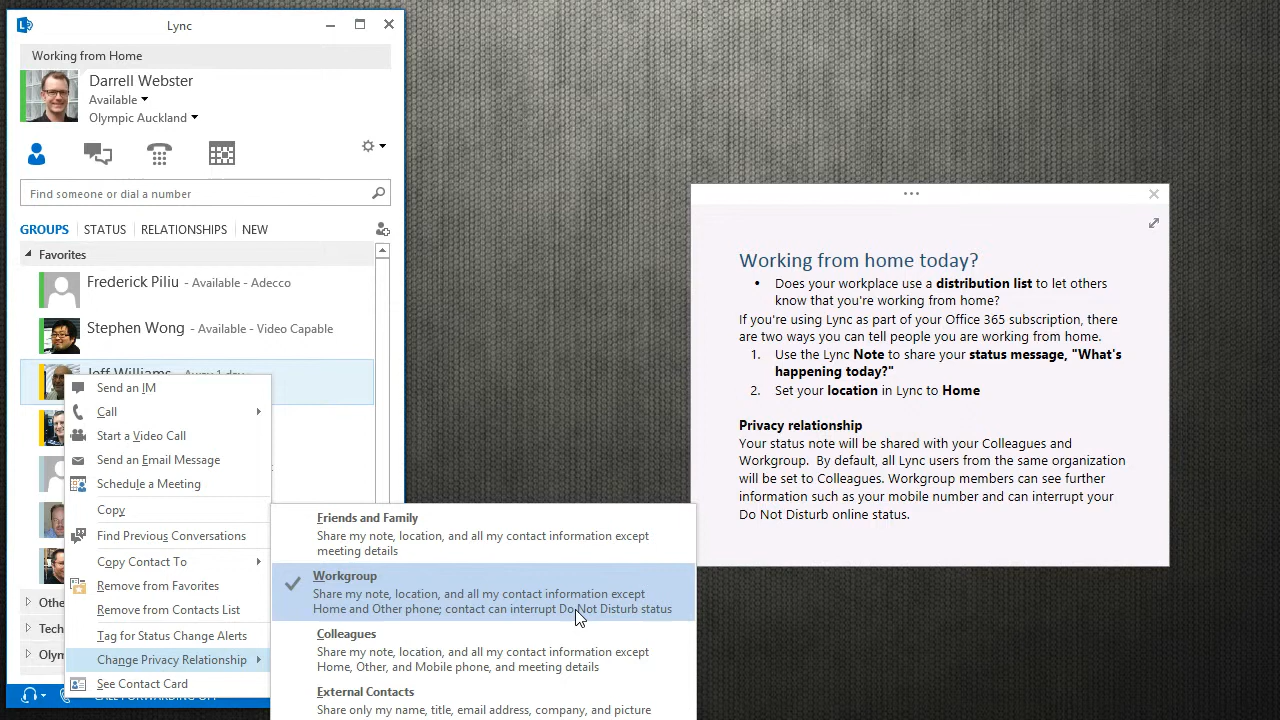 Lync
Working from Home
Darrell Webster
Available
Olympic Auckland
Find someone or dial a number
GROUPS STATUS RELATIONSHIPS NEW
Favorites
Frederick Piliu - Available - Adecco
Stephen Wong - Available - Video Capable
Jeff Williams - Away 1 day
Send an IM
Call
Start a Video Call
Send an Email Message
Schedule a Meeting
Copy
Find Previous Conversations
Copy Contact To
Remove from Favorites
Remove from Contacts List
Tag for Status Change Alerts
Change Privacy Relationship
See Contact Card
Othe
Tech
Olym
CALL FORWARDING OFF
Friends and Family
Share my note, location, and all my contact information except
meeting details
Workgroup
Share my note, location, and all my contact information except
Home and Other phone; contact can interrupt Do Not Disturb status
Colleagues
Share my note, location, and all my contact information except
Home, Other, and Mobile phone, and meeting details
External Contacts
Share only my name, title, email address, company, and picture
Working from home today?
• Does your workplace use a distribution list to let others
know that you're working from home?
If you're using Lync as part of your Office 365 subscription, there
are two ways you can tell people you are working from home.
1. Use the Lync Note to share your status message, "What's
happening today?"
2. Set your location in Lync to Home
Privacy relationship
Your status note will be shared with your Colleagues and
Workgroup. By default, all Lync users from the same organization
will be set to Colleagues. Workgroup members can see further
information such as your mobile number and can interrupt your
Do Not Disturb online status.